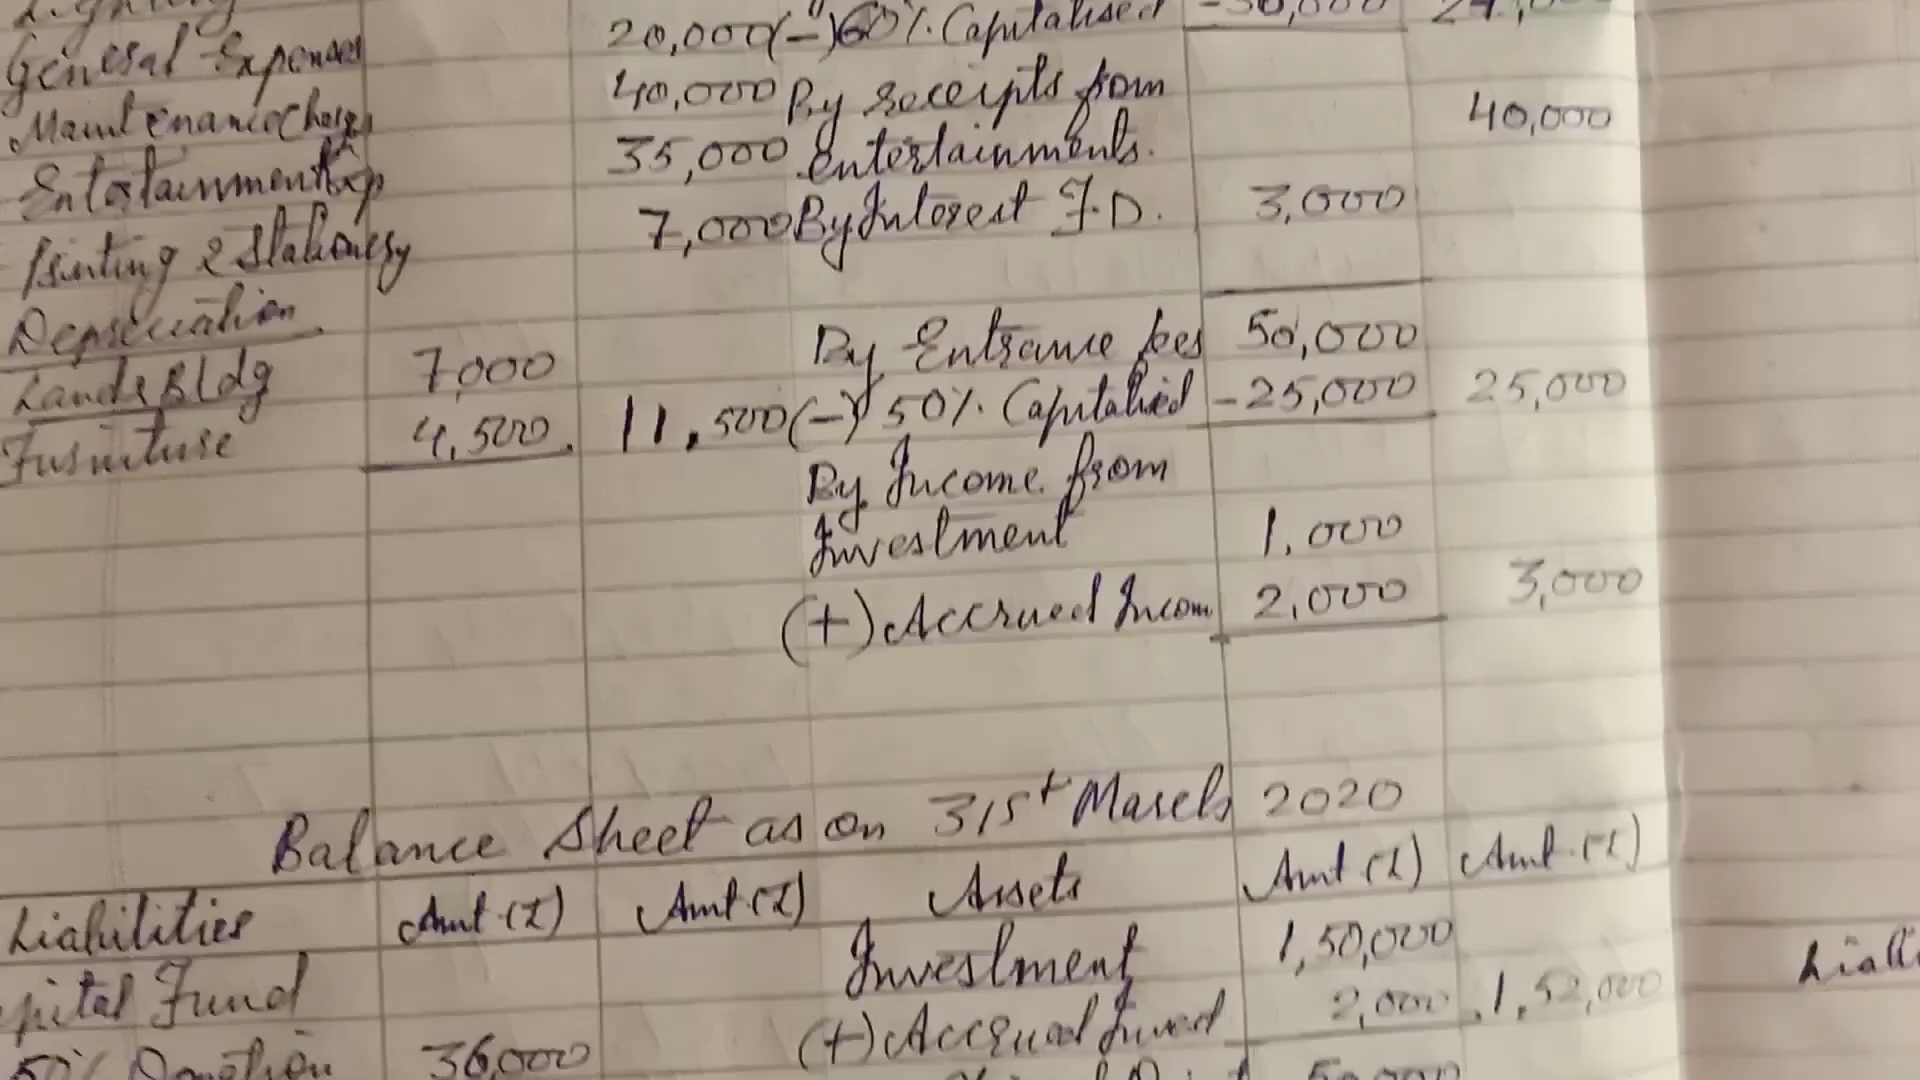 General Expenses 20,000 (-) 60% Capitalised
Maintenance Charges 40,000 By receipts from
Entertainment Exp 35,000 entertainments. 40,000
Printing & Stationery 7,000 By Interest F.D. 3,000
Depreciation
Land & Bldg 7,000 By Entrance fees 50,000
Furniture 4,500. 11,500 (-) 50% Capitalised -25,000 25,000
By Income from
Investment 1,000
(+) Accrued Incom 2,000 3,000
Balance Sheet as on 31st March 2020
Liabilities Amt (₹) Amt (₹) Assets Amt (₹) Amt (₹)
pital Fund Investment 1,50,000
50% Donation 36,000 (+) Accrued 2,000 1,52,000